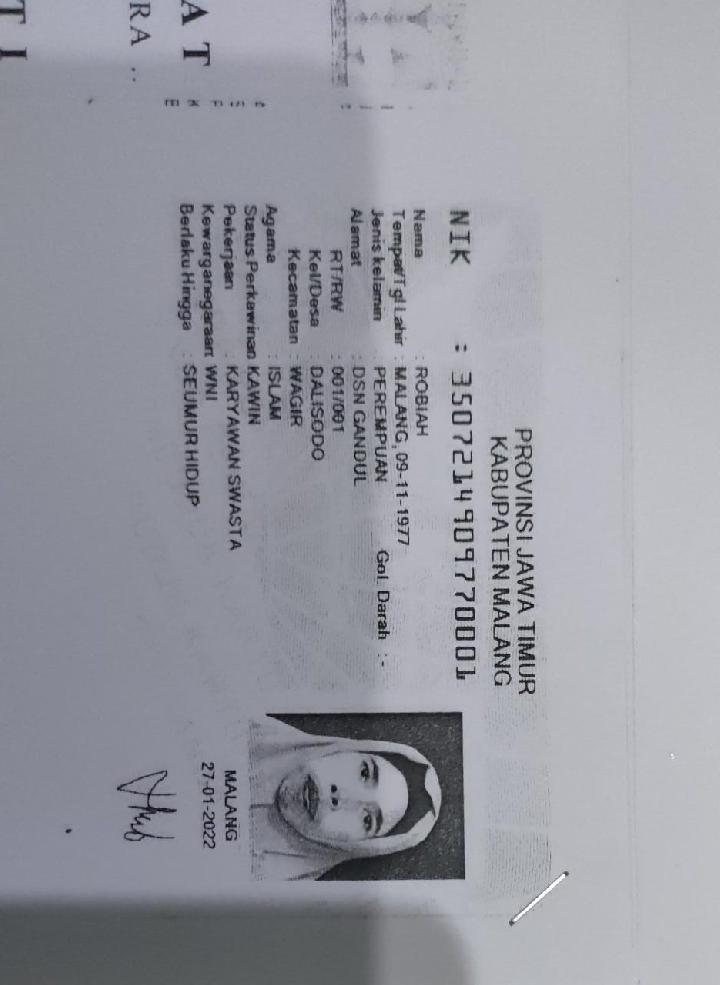 PROVINSI JAWA TIMUR
KABUPATEN MALANG
NIK : 3507214909770001
Nama : ROBIAH
Tempat/Tgl Lahir : MALANG, 09-11-1977
Jenis kelamin : PEREMPUAN Gol. Darah : -
Alamat : DSN GANDUL
RT/RW : 001/001
Kel/Desa : DALISODO
Kecamatan : WAGIR
Agama : ISLAM
Status Perkawinan KAWIN
Pekerjaan : KARYAWAN SWASTA
Kewarganegaraan WNI
Berlaku Hingga : SEUMUR HIDUP
MALANG
27-01-2022
A T
RA ..
T I